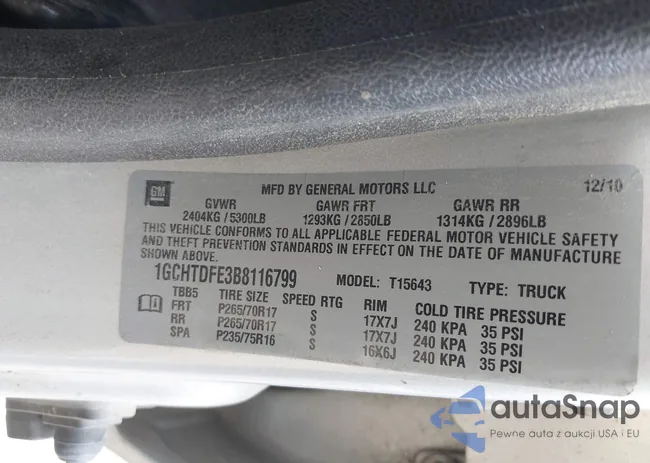 GM
MFD BY GENERAL MOTORS LLC 12/10
GVWR GAWR FRT GAWR RR
2404KG / 5300LB 1293KG / 2850LB 1314KG / 2896LB
THIS VEHICLE CONFORMS TO ALL APPLICABLE FEDERAL MOTOR VEHICLE SAFETY
AND THEFT PREVENTION STANDARDS IN EFFECT ON THE DATE OF MANUFACTURE
SHOWN ABOVE.
1GCHTDFE3B8116799 MODEL: T15643 TYPE: TRUCK
TBB5 TIRE SIZE SPEED RTG RIM COLD TIRE PRESSURE
FRT P265/70R17 S 17X7J 240 KPA 35 PSI
RR P265/70R17 S 17X7J 240 KPA 35 PSI
SPA P235/75R16 S 16X6J 240 KPA 35 PSI
autaSnap
Pewne auta z aukcji USA i EU